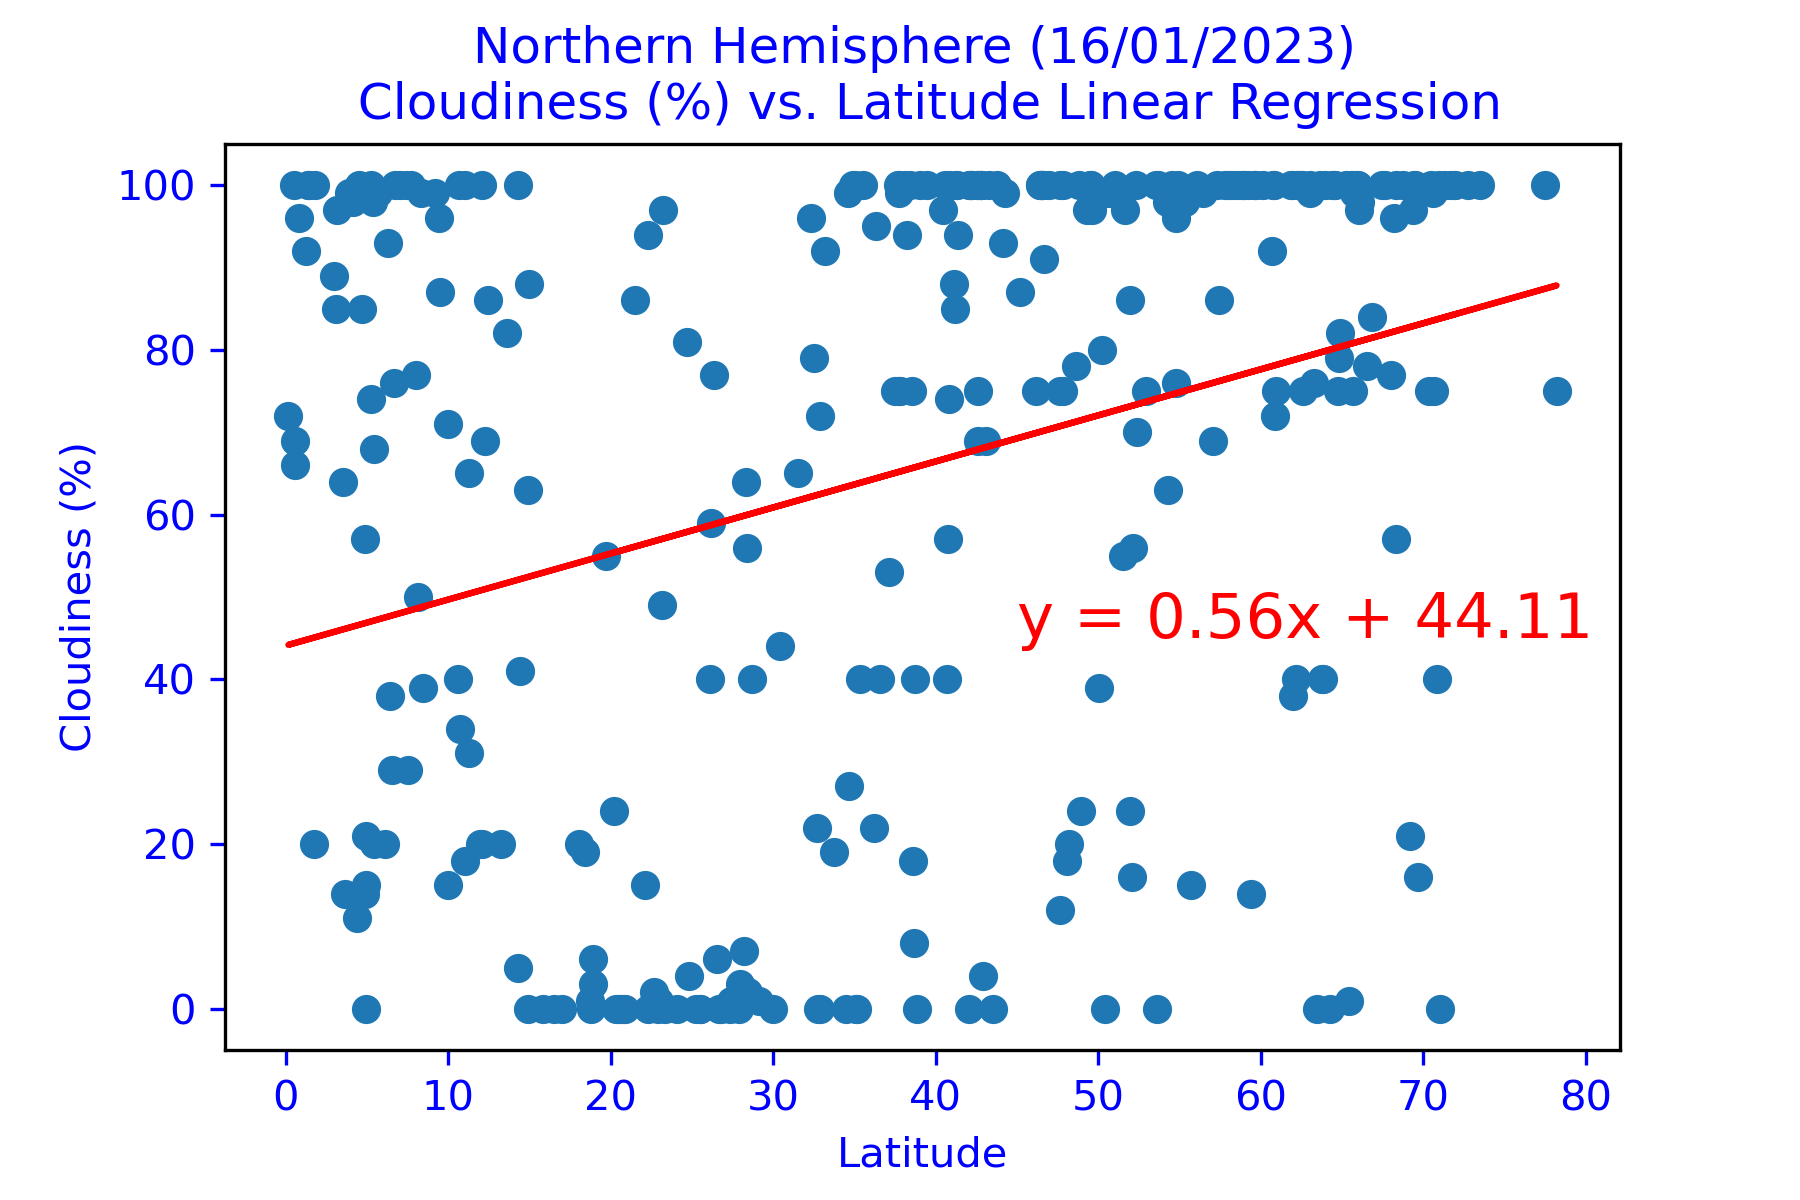 Northern Hemisphere (16/01/2023)
Cloudiness (%) vs. Latitude Linear Regression
100
80
60
40
20
0
Cloudiness (%)
y = 0.56x + 44.11
0 10 20 30 40 50 60 70 80
Latitude